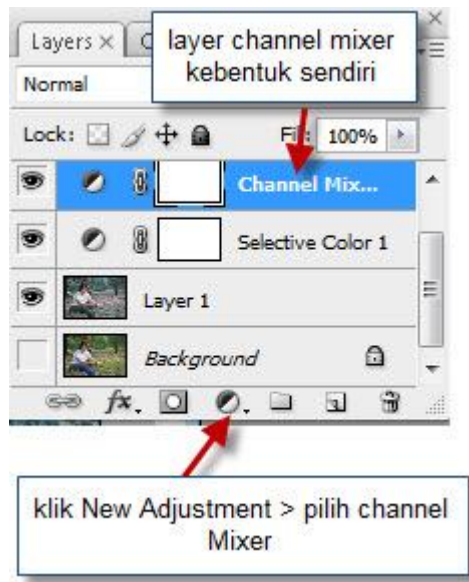 Layers × C
layer channel mixer
kebentuk sendiri
Normal
Lock:
100%
Channel Mix...
Selective Color 1
Layer 1
Background
fx.
klik New Adjustment > pilih channel
Mixer